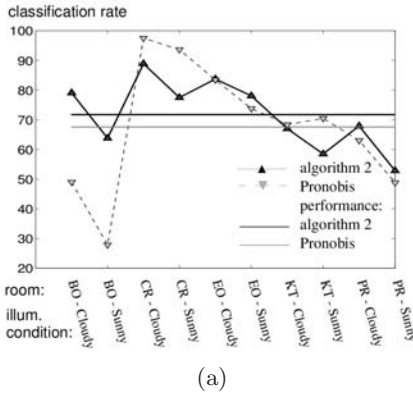 classification rate
100
90
80
70
60
50
40
30
20
algorithm 2
Pronobis
performance:
algorithm 2
Pronobis
room:
illum.
condition:
BO - Cloudy
BO - Sunny
CR - Cloudy
CR - Sunny
EO - Cloudy
EO - Sunny
KT - Cloudy
KT - Sunny
PR - Cloudy
PR - Sunny
(a)